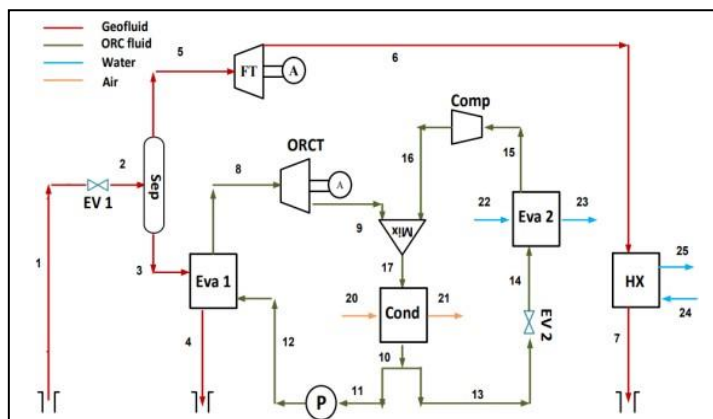 Geofluid
ORC fluid
Water
Air
5
6
FT
A
Comp
2
ORCT
16
15
Sep
EV 1
8
A
22
23
9
Mix
Eva 2
1
3
Eva 1
17
14
25
HX
20
21
Cond
EV 2
24
4
12
10
7
11
13
P